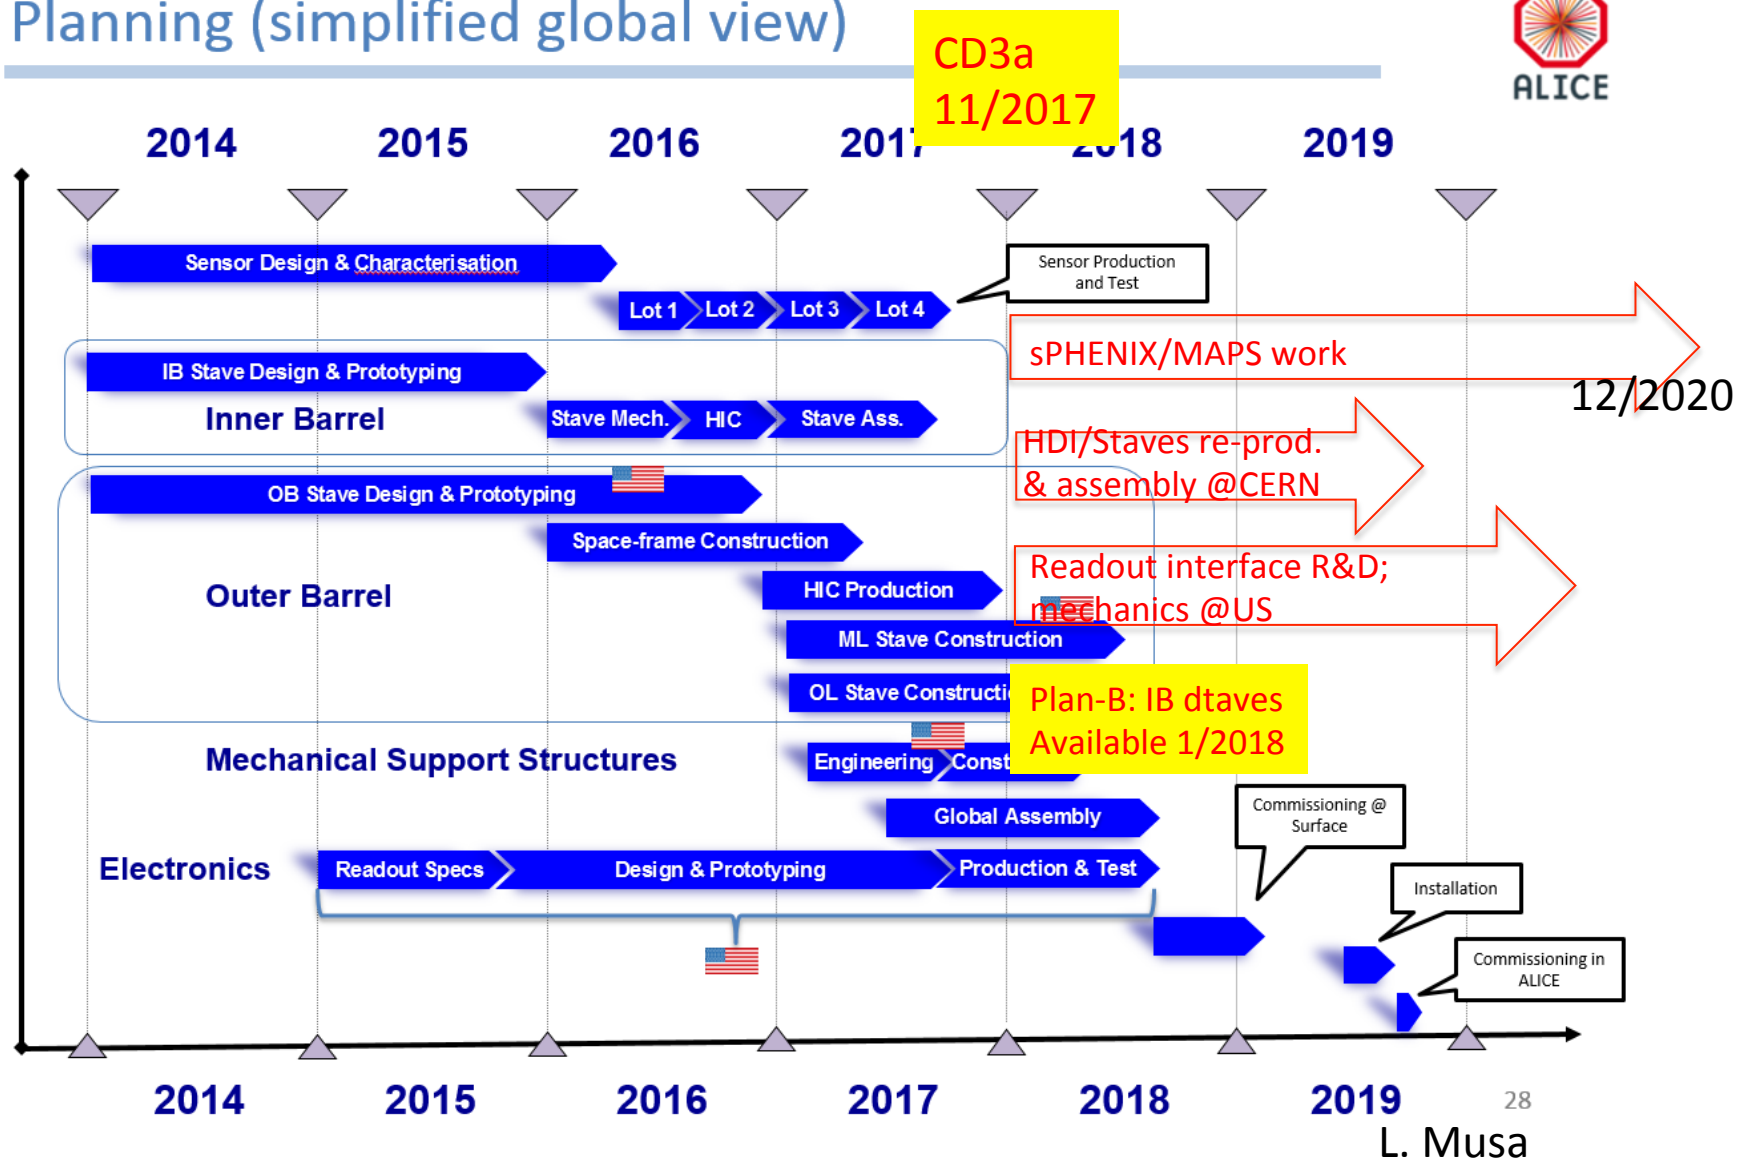 Planning (simplified global view)
CD3a
11/2017
ALICE
2014 2015 2016 2017 2018 2019
Sensor Design & Characterisation
Sensor Production
and Test
Lot 1 Lot 2 Lot 3 Lot 4
sPHENIX/MAPS work
12/2020
IB Stave Design & Prototyping
Inner Barrel
Stave Mech. HIC Stave Ass.
HDI/Staves re-prod.
& assembly @CERN
OB Stave Design & Prototyping
Space-frame Construction
Outer Barrel
HIC Production
Readout interface R&D;
mechanics @US
ML Stave Construction
OL Stave Constructi
Plan-B: IB dtaves
Available 1/2018
Mechanical Support Structures
Engineering Const
Global Assembly
Commissioning @
Surface
Electronics
Readout Specs Design & Prototyping Production & Test
Installation
Commissioning in
ALICE
2014 2015 2016 2017 2018 2019
28
L. Musa